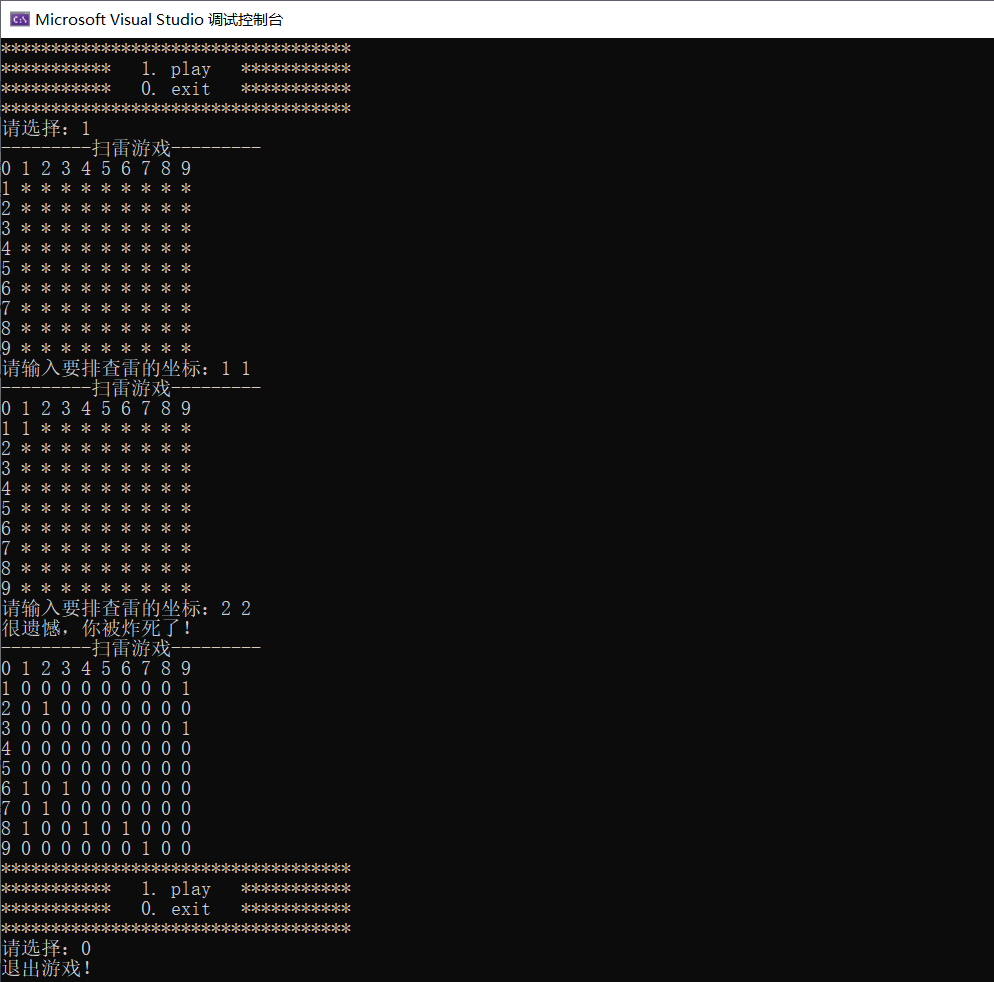 Microsoft Visual Studio 调试控制台
***********************************
***********   1. play   ***********
***********   0. exit   ***********
***********************************
请选择：1
---------扫雷游戏---------
0 1 2 3 4 5 6 7 8 9
1 * * * * * * * * *
2 * * * * * * * * *
3 * * * * * * * * *
4 * * * * * * * * *
5 * * * * * * * * *
6 * * * * * * * * *
7 * * * * * * * * *
8 * * * * * * * * *
9 * * * * * * * * *
请输入要排查雷的坐标：1 1
---------扫雷游戏---------
0 1 2 3 4 5 6 7 8 9
1 1 * * * * * * * *
2 * * * * * * * * *
3 * * * * * * * * *
4 * * * * * * * * *
5 * * * * * * * * *
6 * * * * * * * * *
7 * * * * * * * * *
8 * * * * * * * * *
9 * * * * * * * * *
请输入要排查雷的坐标：2 2
很遗憾，你被炸死了！
---------扫雷游戏---------
0 1 2 3 4 5 6 7 8 9
1 0 0 0 0 0 0 0 0 1
2 0 1 0 0 0 0 0 0 0
3 0 0 0 0 0 0 0 0 1
4 0 0 0 0 0 0 0 0 0
5 0 0 0 0 0 0 0 0 0
6 1 0 1 0 0 0 0 0 0
7 0 1 0 0 0 0 0 0 0
8 1 0 0 1 0 1 0 0 0
9 0 0 0 0 0 0 1 0 0
***********************************
***********   1. play   ***********
***********   0. exit   ***********
***********************************
请选择：0
退出游戏！